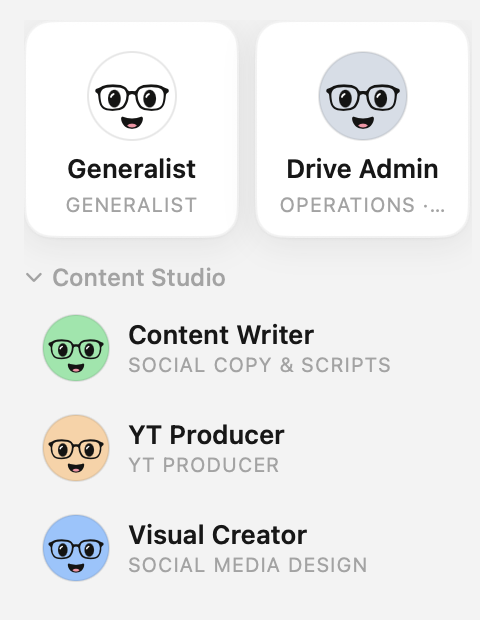 Generalist
GENERALIST
Drive Admin
OPERATIONS ·…
Content Studio
Content Writer
SOCIAL COPY & SCRIPTS
YT Producer
YT PRODUCER
Visual Creator
SOCIAL MEDIA DESIGN